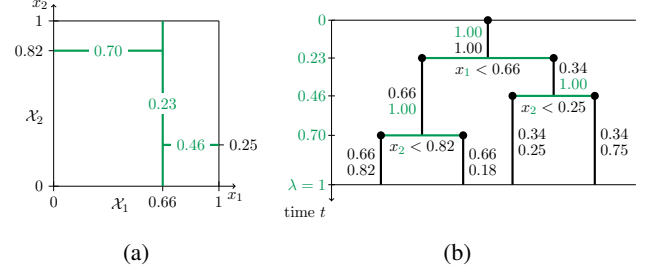 x₂
1
0.82
0.70
0.23
X₂
0.46
0.25
0
0
X₁
0.66
1
x₁
(a)
0
1.00
1.00
0.23
x₁ < 0.66
0.66
1.00
0.34
1.00
0.46
x₂ < 0.25
0.70
x₂ < 0.82
0.34
0.25
0.34
0.75
0.66
0.82
0.66
0.18
λ = 1
time t
(b)